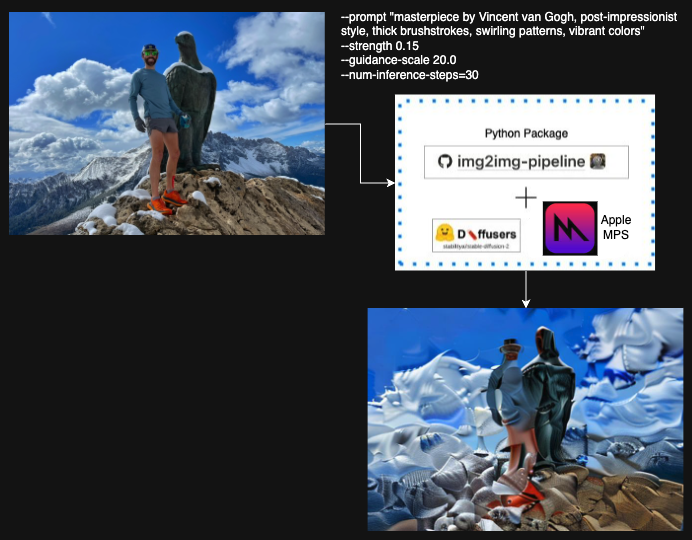 --prompt "masterpiece by Vincent van Gogh, post-impressionist
style, thick brushstrokes, swirling patterns, vibrant colors"
--strength 0.15
--guidance-scale 20.0
--num-inference-steps=30
Python Package
img2img-pipeline
D ffusers
stabilityai/stable-diffusion-2
Apple
MPS